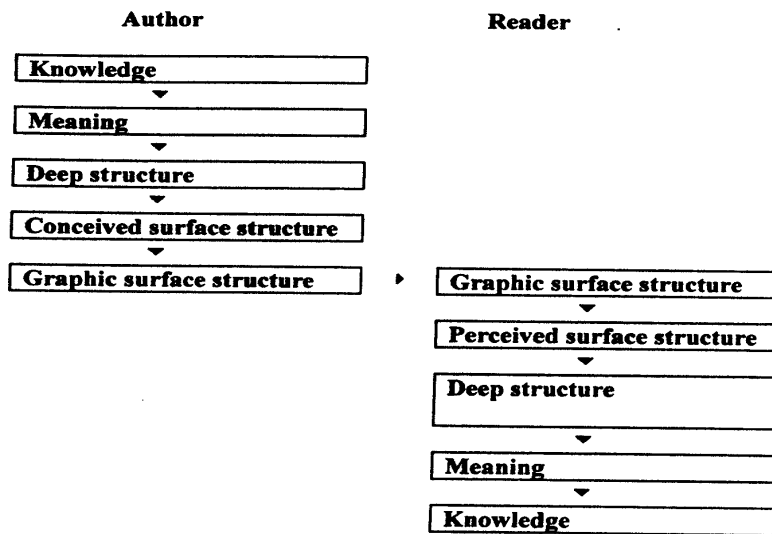 Author
Reader
Knowledge
Meaning
Deep structure
Conceived surface structure
Graphic surface structure
Graphic surface structure
Perceived surface structure
Deep structure
Meaning
Knowledge